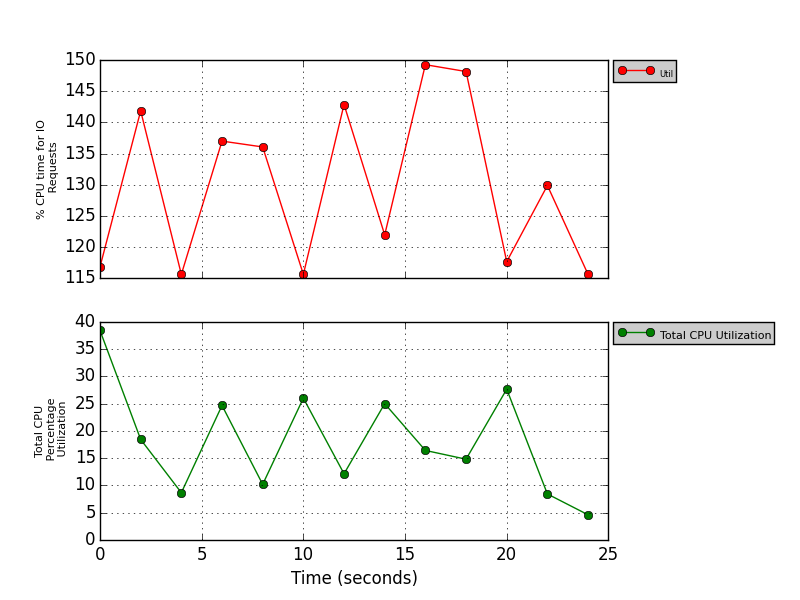 150
145
140
135
130
125
120
115
% CPU time for IO
Requests
Util
40
35
30
25
20
15
10
5
0
Total CPU
Percentage
Utilization
Total CPU Utilization
0 5 10 15 20 25
Time (seconds)